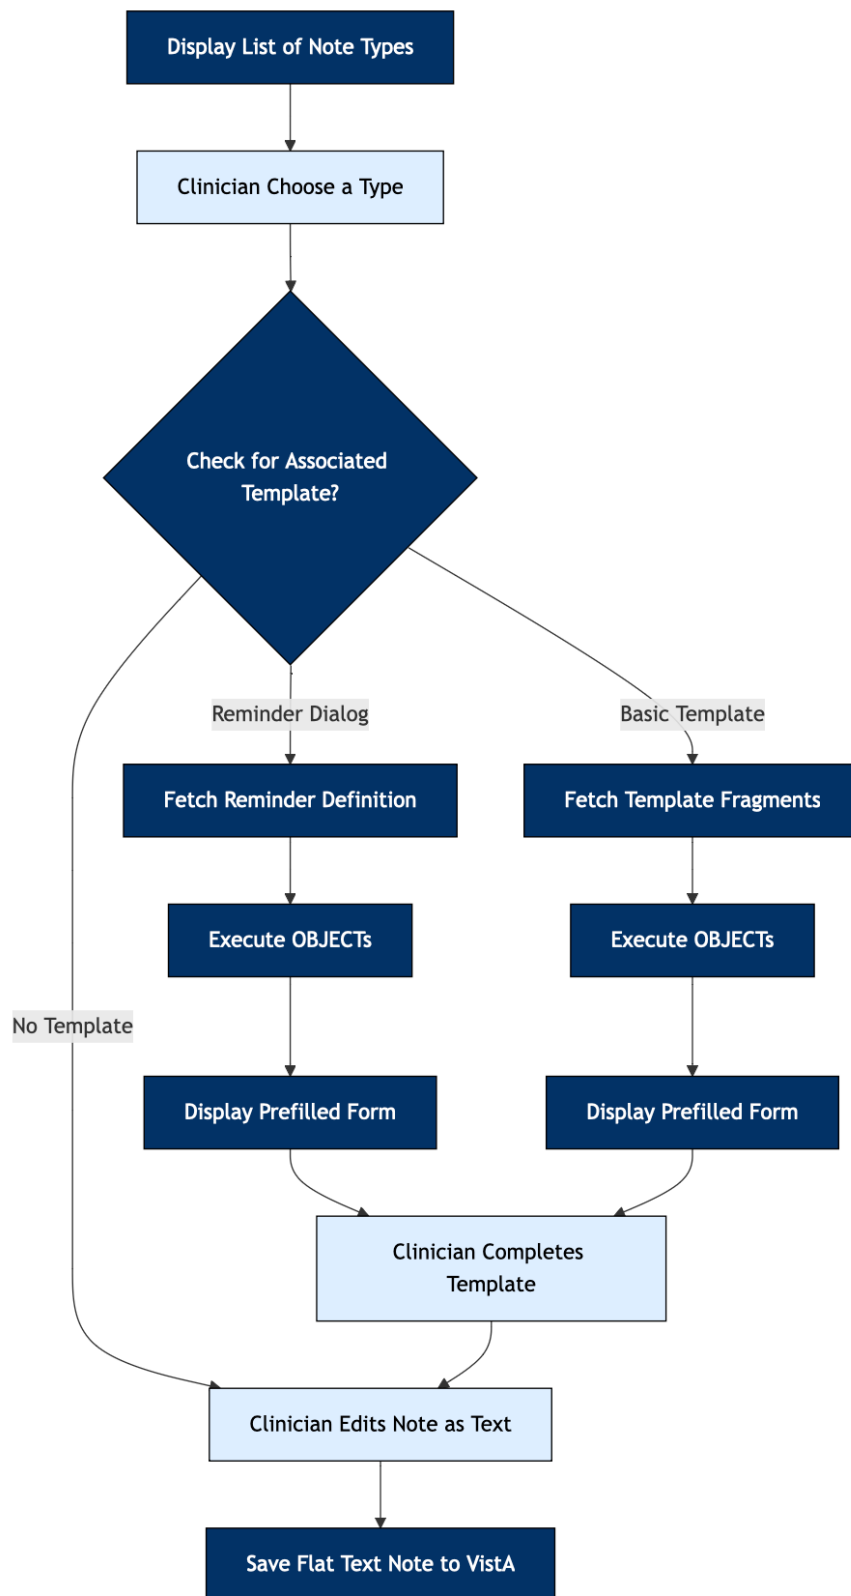 Display List of Note Types
Clinician Choose a Type
Check for Associated
Template?
Reminder Dialog
Basic Template
Fetch Reminder Definition
Fetch Template Fragments
Execute OBJECTs
Execute OBJECTs
No Template
Display Prefilled Form
Display Prefilled Form
Clinician Completes
Template
Clinician Edits Note as Text
Save Flat Text Note to VistA